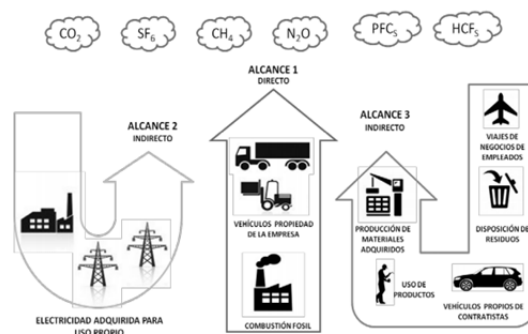 CO₂
SF₆
CH₄
N₂O
PFCₛ
HCFₛ
ALCANCE 1
DIRECTO
ALCANCE 2
INDIRECTO
ALCANCE 3
INDIRECTO
VEHÍCULOS PROPIEDAD
DE LA EMPRESA
COMBUSTIÓN FOSIL
ELECTRICIDAD ADQUIRIDA PARA
USO PROPIO
PRODUCCIÓN DE
MATERIALES
ADQUIRIDOS
USO DE
PRODUCTOS
VIAJES DE
NEGOCIOS DE
EMPLEADOS
DISPOSICIÓN DE
RESIDUOS
VEHÍCULOS PROPIOS DE
CONTRATISTAS